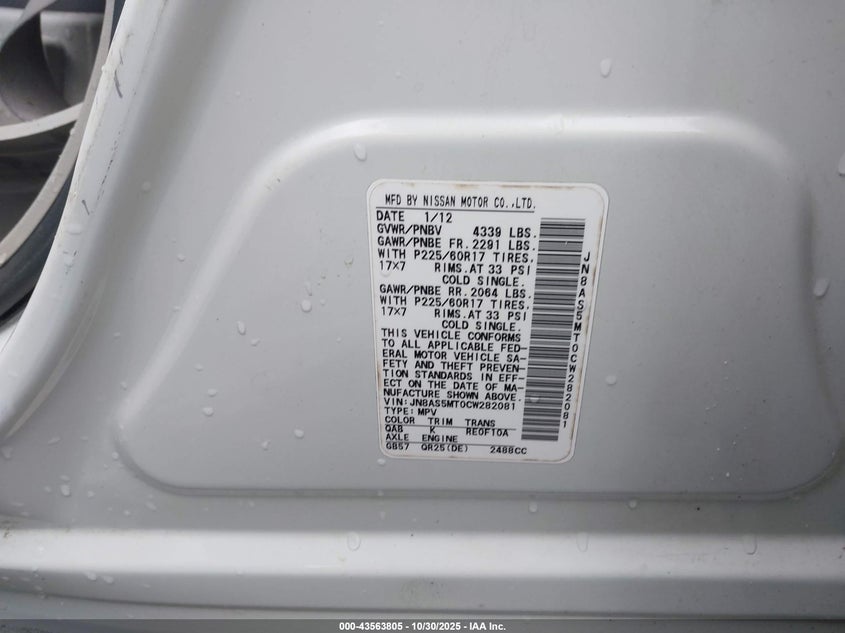 MFD BY NISSAN MOTOR CO.,LTD.
DATE 1/12
GVWR/PNBV 4339 LBS.
GAWR/PNBE FR.2291 LBS.
WITH P225/60R17 TIRES.
17×7 RIMS.AT 33 PSI
COLD SINGLE.
GAWR/PNBE RR.2064 LBS.
WITH P225/60R17 TIRES.
17×7 RIMS.AT 33 PSI
COLD SINGLE.
THIS VEHICLE CONFORMS
TO ALL APPLICABLE FED-
ERAL MOTOR VEHICLE SA-
FETY AND THEFT PREVEN-
TION STANDARDS IN EFF-
ECT ON THE DATE OF MA-
NUFACTURE SHOWN ABOVE.
VIN:JN8AS5MT0CW282081
TYPE:MPV
COLOR TRIM TRANS
QAB K RE0F10A
AXLE ENGINE
GB57 QR25(DE) 2488CC
JN8AS5MT0CW282081
000-43563805 - 10/30/2025 - IAA Inc.